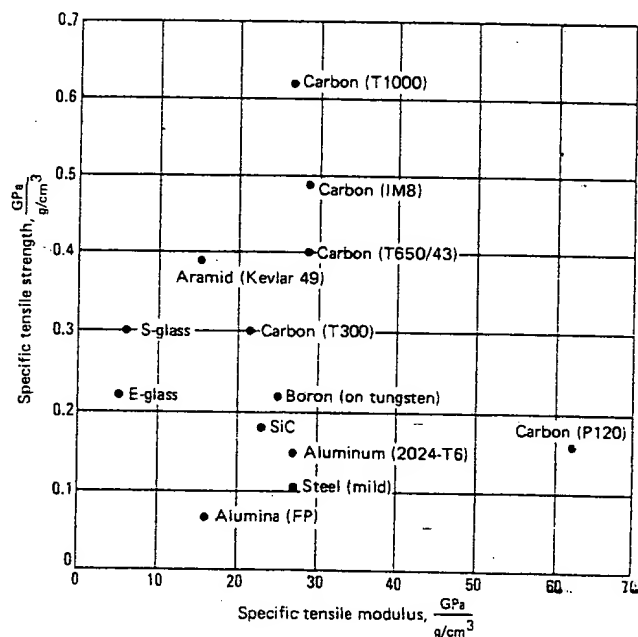 0.7
Carbon (T1000)
0.6
0.5
Carbon (IM8)
Specific tensile strength, GPa
g/cm3
0.4
Carbon (T650/43)
Aramid (Kevlar 49)
0.3
S-glass
Carbon (T300)
E-glass
Boron (on tungsten)
0.2
SiC
Carbon (P120)
Aluminum (2024-T6)
0.1
Steel (mild)
Alumina (FP)
0
0 10 20 30 40 50 60 70
Specific tensile modulus, GPa
g/cm3